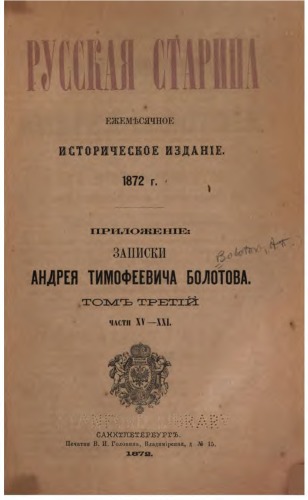 РУССКАЯ СТАРИНА
ЕЖЕМѢСЯЧНОЕ
ИСТОРИЧЕСКОЕ ИЗДАНІЕ.
1872 г.
ПРИЛОЖЕНІЕ:
ЗАПИСКИ
АНДРЕЯ ТИМОФЕЕВИЧА БОЛОТОВА.
ТОМЪ ТРЕТІЙ
ЧАСТИ XV—XXI.
САНКТПЕТЕРБУРГЪ.
Печатня В. И. Головина, Владимірская, д. № 15.
1872.